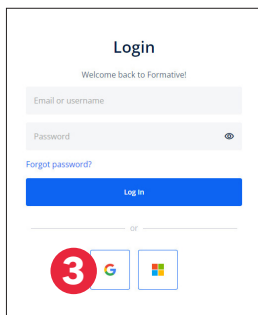 Login
Welcome back to Formative!
Email or username
Password
Forgot password?
Log In
or
3
G